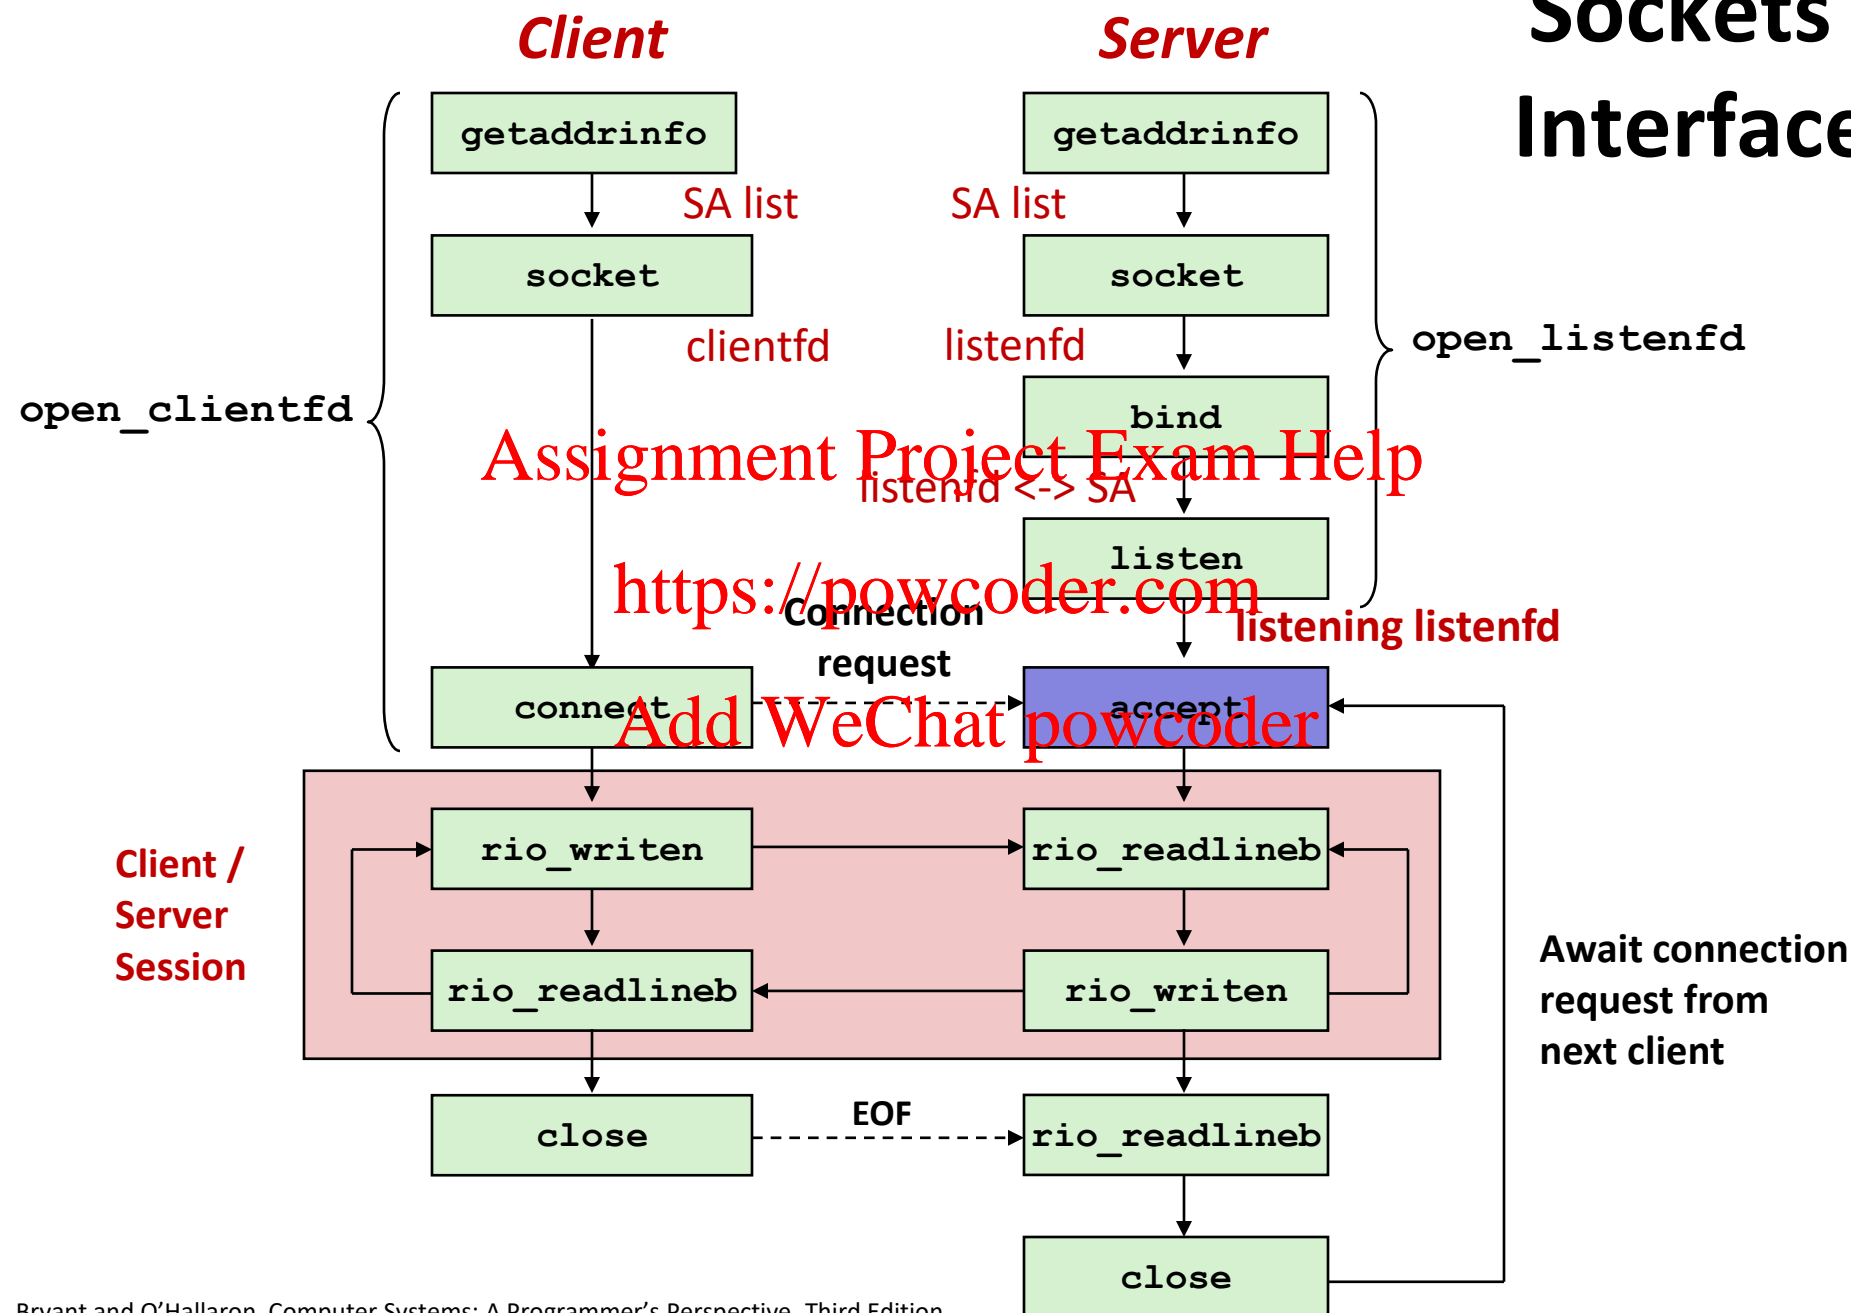 Client
Server
Sockets
Interface
getaddrinfo
getaddrinfo
SA list
SA list
socket
socket
clientfd
listenfd
open_listenfd
open_clientfd
bind
Assignment Project Exam Help
listenfd <-> SA
listen
https://powcoder.com
Connection
request
listening listenfd
connect
accept
Add WeChat powcoder
Client /
Server
Session
rio_writen
rio_readlineb
rio_readlineb
rio_writen
Await connection
request from
next client
close
EOF
rio_readlineb
close
Bryant and O'Hallaron, Computer Systems: A Programmer's Perspective, Third Edition